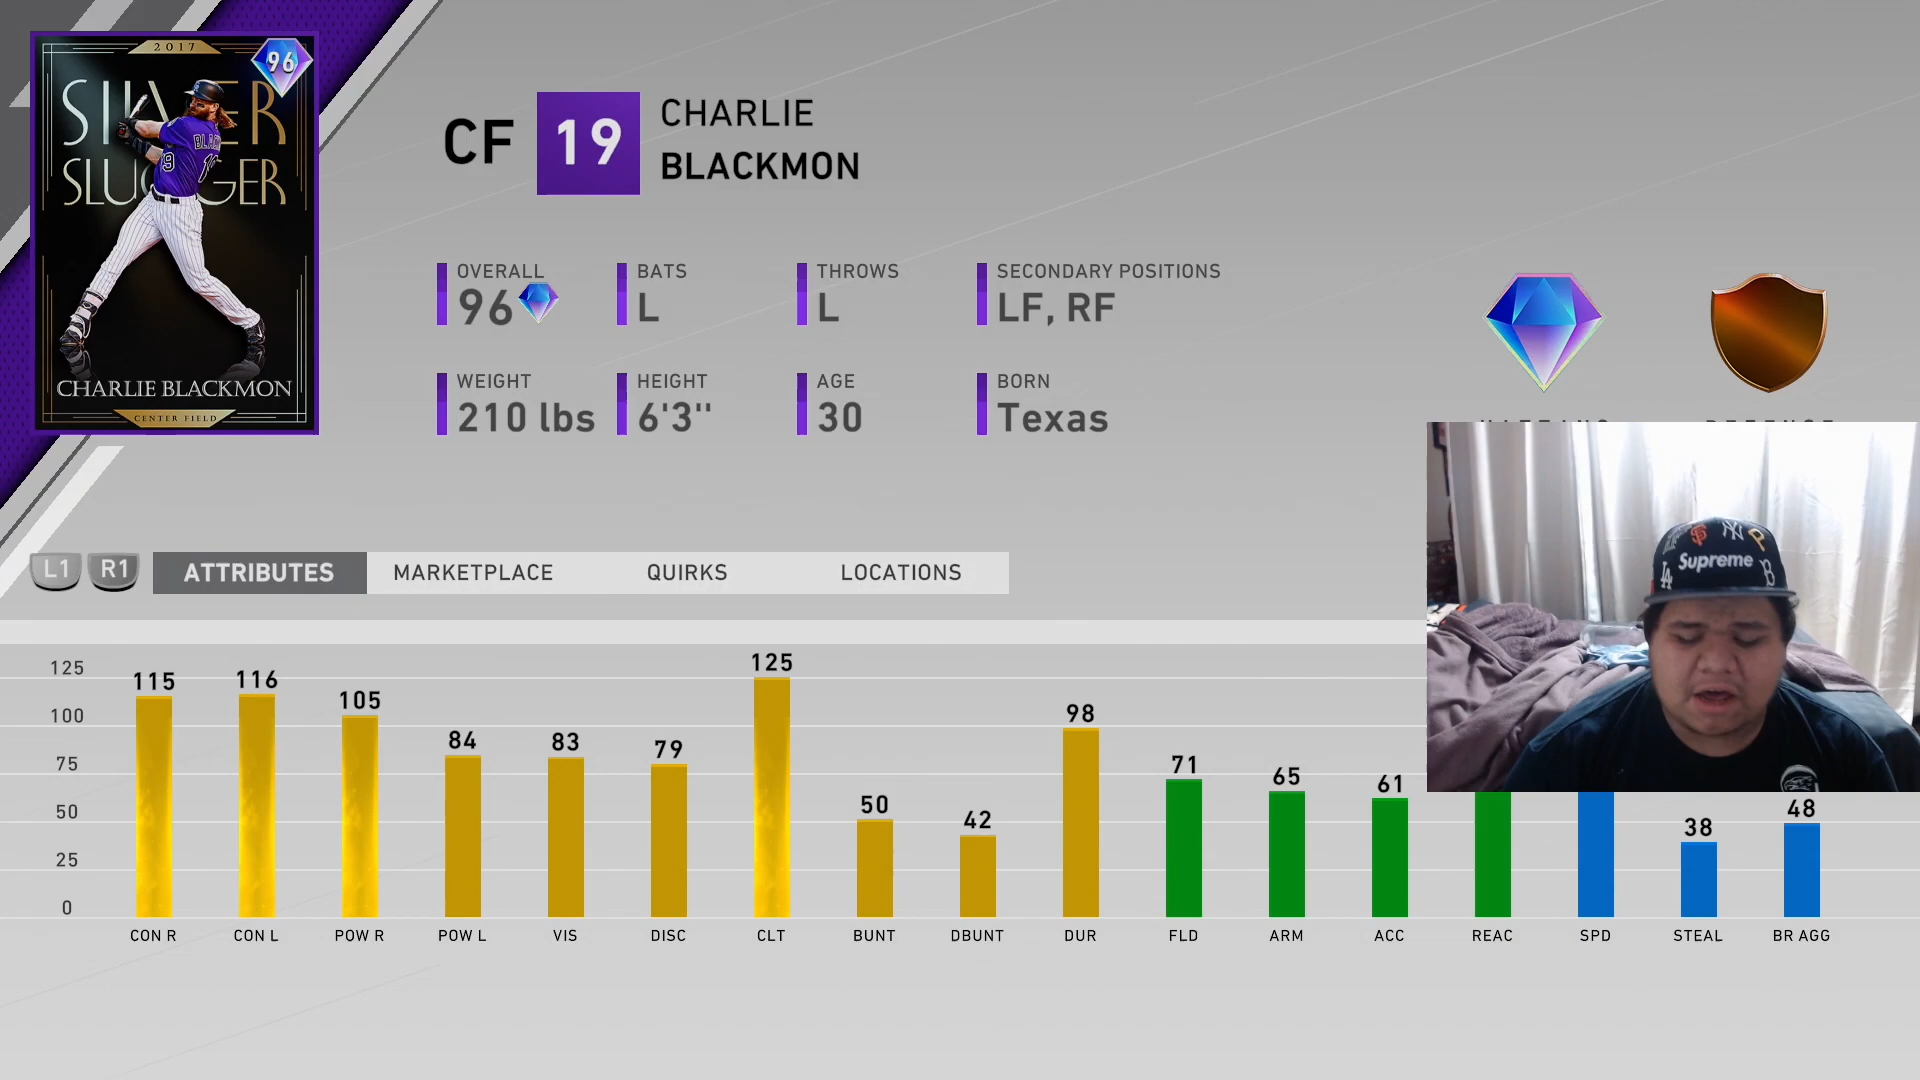 2017
96
SILVER
SLUGGER
CHARLIE BLACKMON
CENTER FIELD
CF
19
CHARLIE
BLACKMON
OVERALL
96
BATS
L
THROWS
L
SECONDARY POSITIONS
LF, RF
WEIGHT
210 lbs
HEIGHT
6'3''
AGE
30
BORN
Texas
L1 R1 ATTRIBUTES MARKETPLACE QUIRKS LOCATIONS
Supreme
125
100
75
50
25
0
115 116 105 84 83 79 125 50 42 98 71 65 61 38 48
CON R CON L POW R POW L VIS DISC CLT BUNT DBUNT DUR FLD ARM ACC REAC SPD STEAL BR AGG